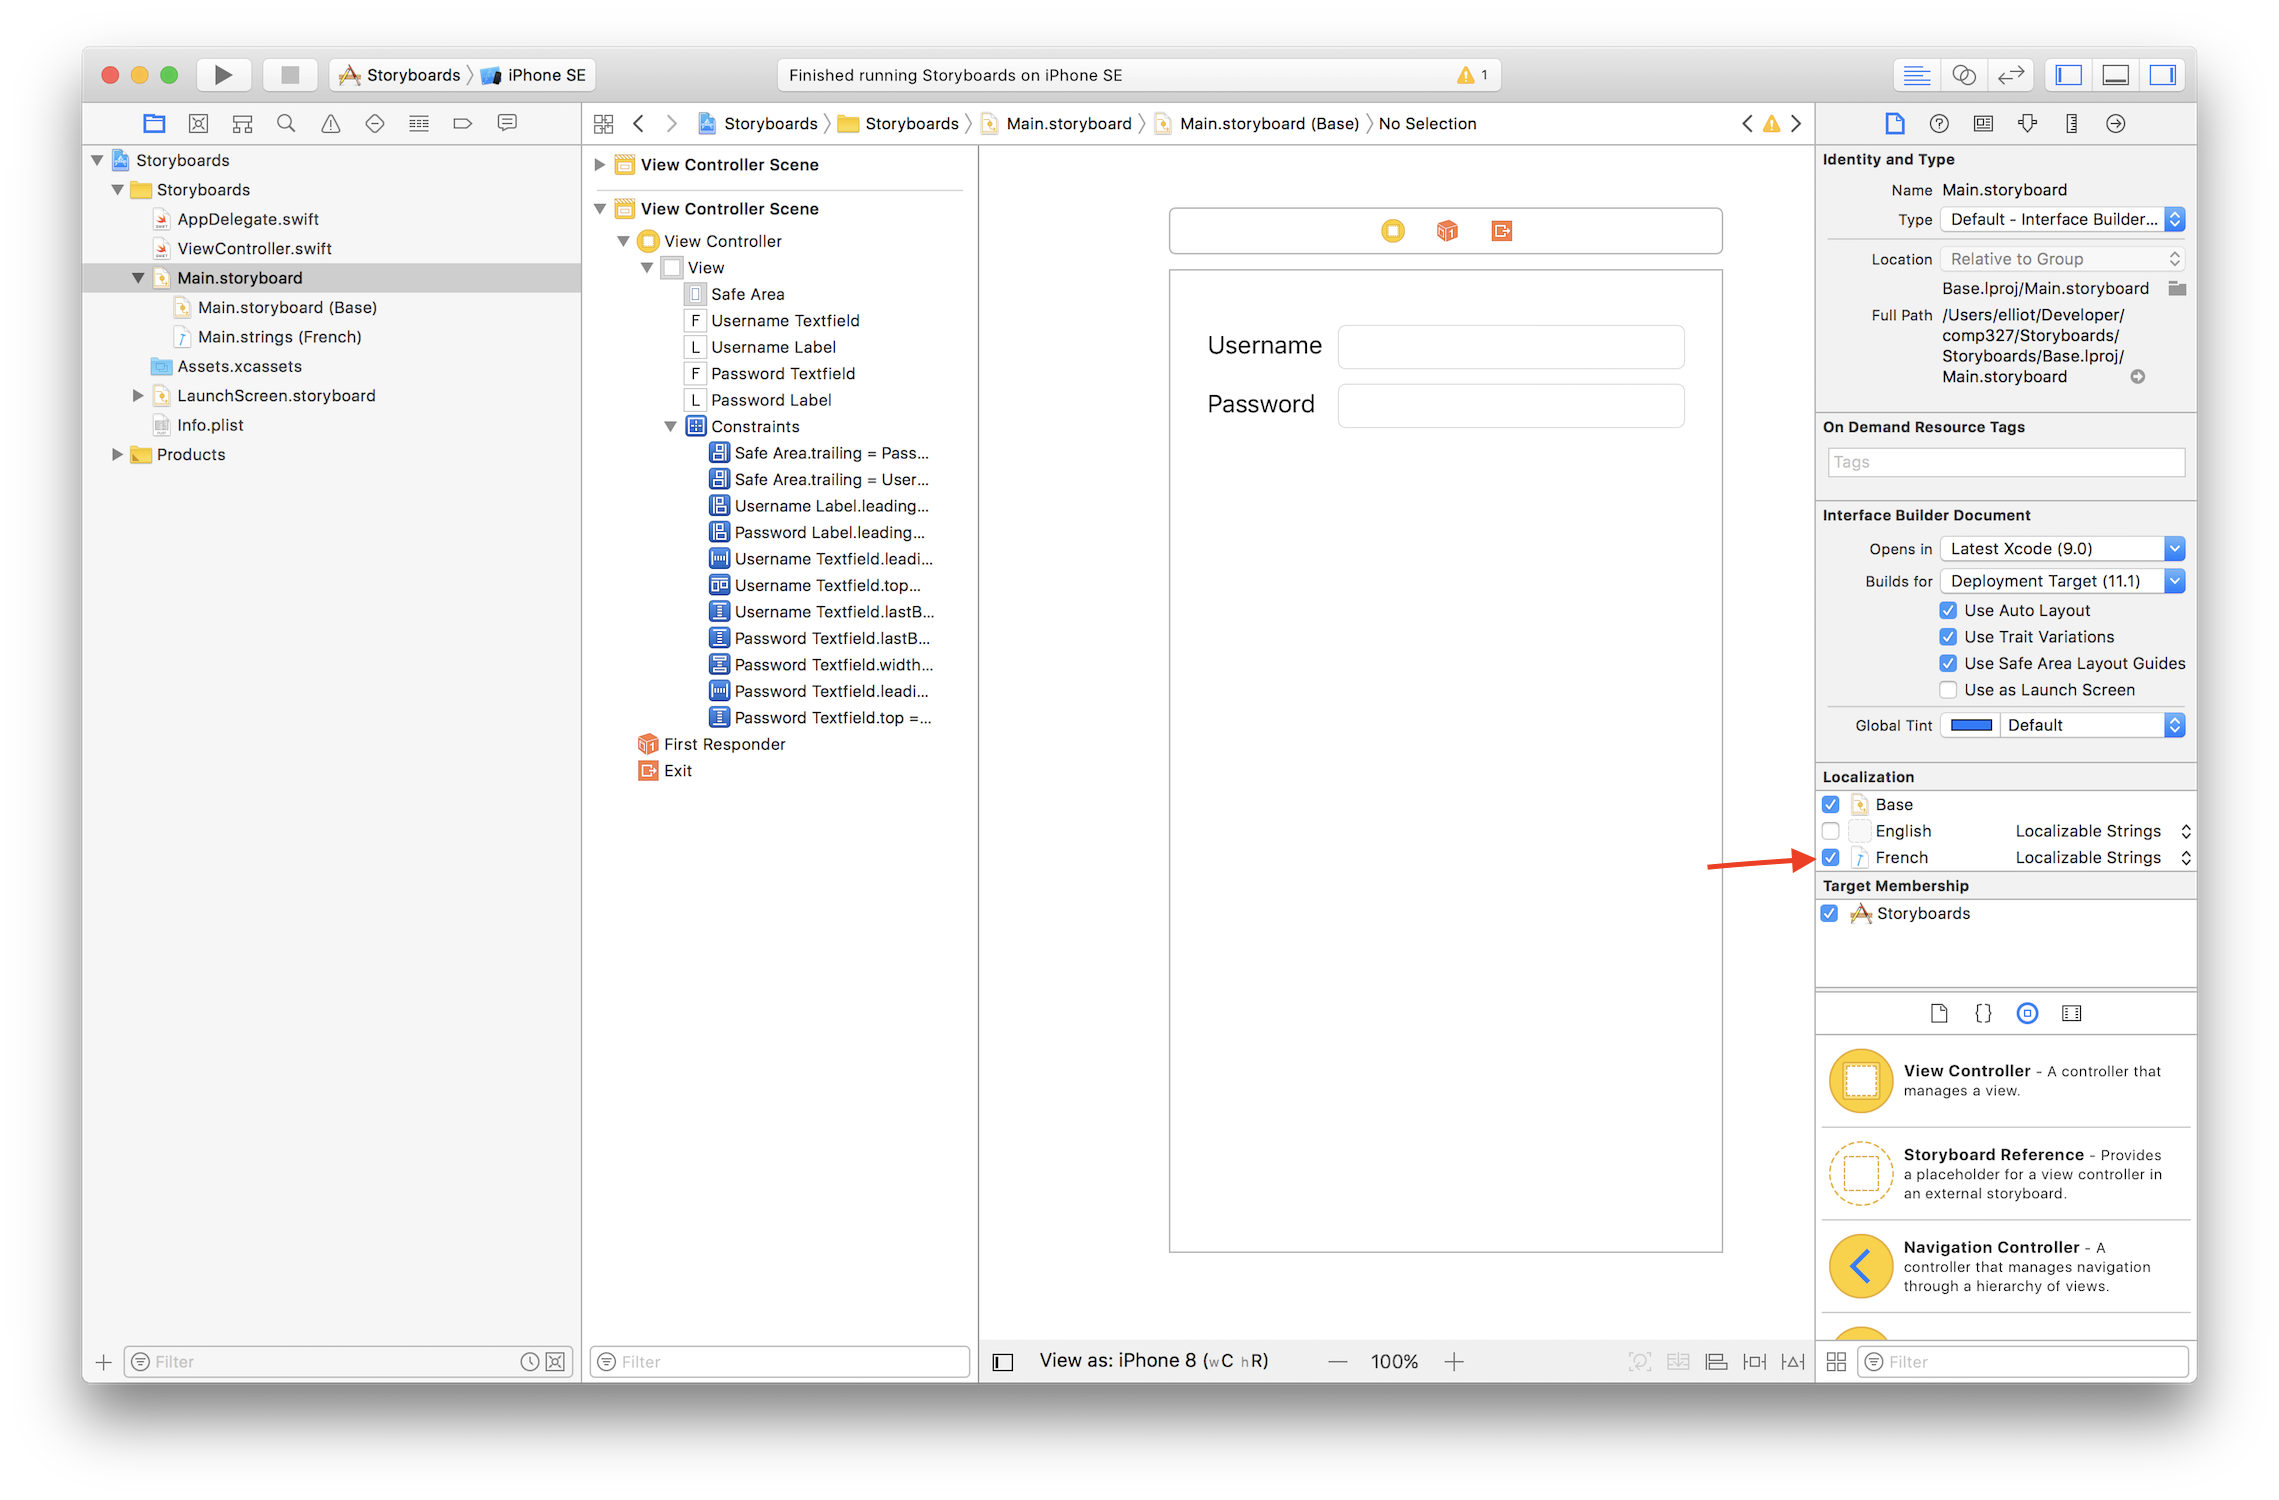 Storyboards
iPhone SE
Finished running Storyboards on iPhone SE
1
Storyboards
Storyboards
Main.storyboard
Main.storyboard (Base)
No Selection
Storyboards
Storyboards
AppDelegate.swift
ViewController.swift
Main.storyboard
Main.storyboard (Base)
Main.strings (French)
Assets.xcassets
LaunchScreen.storyboard
Info.plist
Products
Filter
View Controller Scene
View Controller Scene
View Controller
View
Safe Area
F Username Textfield
L Username Label
F Password Textfield
L Password Label
Constraints
Safe Area.trailing = Pass...
Safe Area.trailing = User...
Username Label.leading...
Password Label.leading...
Username Textfield.leadi...
Username Textfield.top...
Username Textfield.lastB...
Password Textfield.lastB...
Password Textfield.width...
Password Textfield.leadi...
Password Textfield.top =...
First Responder
Exit
Filter
Username
Password
View as: iPhone 8 (wC hR)
100%
Identity and Type
Name Main.storyboard
Type Default - Interface Builder...
Location Relative to Group
Base.lproj/Main.storyboard
Full Path /Users/elliot/Developer/
comp327/Storyboards/
Storyboards/Base.lproj/
Main.storyboard
On Demand Resource Tags
Tags
Interface Builder Document
Opens in Latest Xcode (9.0)
Builds for Deployment Target (11.1)
Use Auto Layout
Use Trait Variations
Use Safe Area Layout Guides
Use as Launch Screen
Global Tint Default
Localization
Base
English Localizable Strings
French Localizable Strings
Target Membership
Storyboards
{}
View Controller - A controller that
manages a view.
Storyboard Reference - Provides
a placeholder for a view controller in
an external storyboard.
Navigation Controller - A
controller that manages navigation
through a hierarchy of views.
Filter